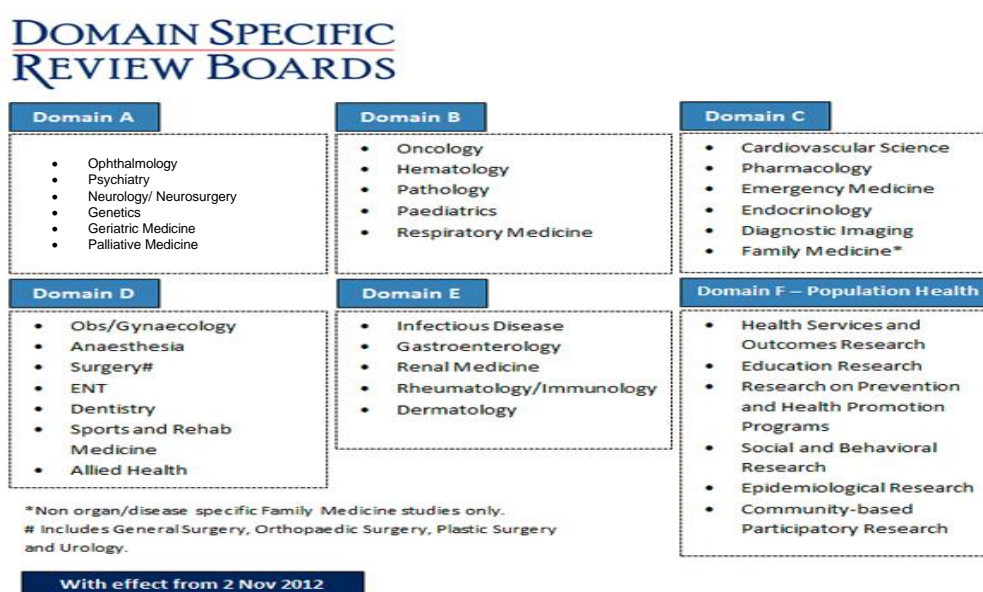 DOMAIN SPECIFIC
REVIEW BOARDS
Domain A
• Ophthalmology
• Psychiatry
• Neurology/ Neurosurgery
• Genetics
• Geriatric Medicine
• Palliative Medicine
Domain B
• Oncology
• Hematology
• Pathology
• Paediatrics
• Respiratory Medicine
Domain C
• Cardiovascular Science
• Pharmacology
• Emergency Medicine
• Endocrinology
• Diagnostic Imaging
• Family Medicine*
Domain D
• Obs/Gynaecology
• Anaesthesia
• Surgery#
• ENT
• Dentistry
• Sports and Rehab
Medicine
• Allied Health
Domain E
• Infectious Disease
• Gastroenterology
• Renal Medicine
• Rheumatology/Immunology
• Dermatology
Domain F – Population Health
• Health Services and
Outcomes Research
• Education Research
• Research on Prevention
and Health Promotion
Programs
• Social and Behavioral
Research
• Epidemiological Research
• Community-based
Participatory Research
*Non organ/disease specific Family Medicine studies only.
# Includes General Surgery, Orthopaedic Surgery, Plastic Surgery
and Urology.
With effect from 2 Nov 2012